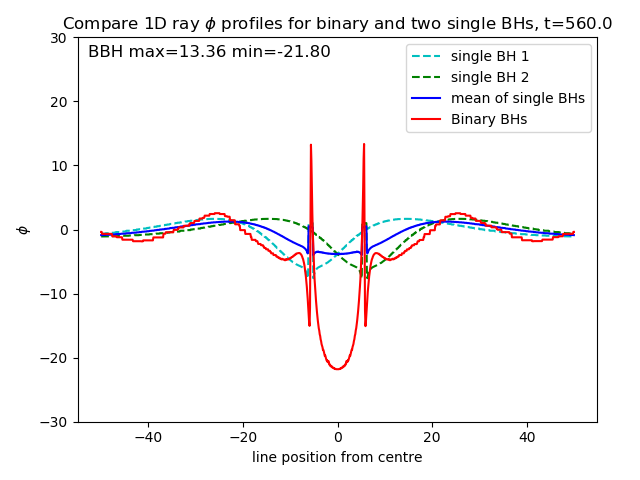 Compare 1D ray ϕ profiles for binary and two single BHs, t=560.0
BBH max=13.36 min=-21.80
single BH 1
single BH 2
mean of single BHs
Binary BHs
30
20
10
0
−10
−20
−30
ϕ
−40
−20
0
20
40
line position from centre